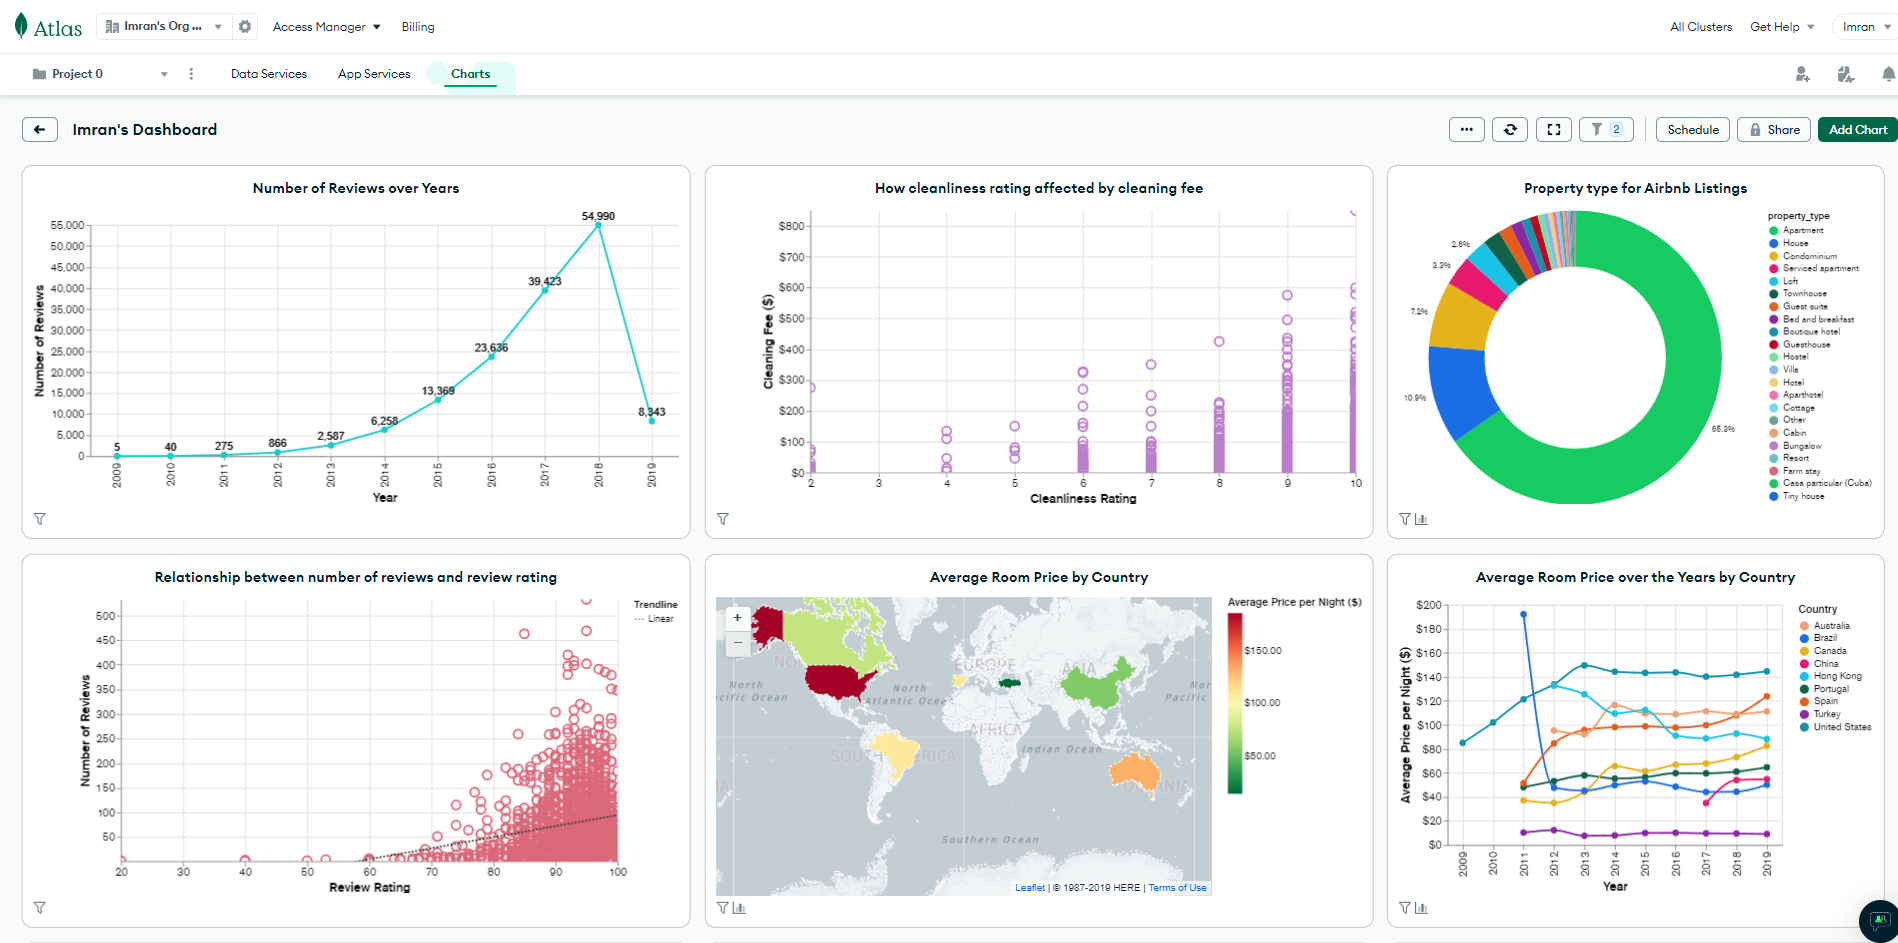 Atlas
Imran's Org ...
Access Manager
Billing
All Clusters
Get Help
Imran
Project 0
Data Services
App Services
Charts
Imran's Dashboard
2
Schedule
Share
Add Chart
Number of Reviews over Years
Number of Reviews
55,000
50,000
45,000
40,000
35,000
30,000
25,000
20,000
15,000
10,000
5,000
0
5
40
275
866
2,587
6,258
13,369
23,636
39,423
54,990
8,343
2009
2010
2011
2012
2013
2014
2015
2016
2017
2018
2019
Year
How cleanliness rating affected by cleaning fee
Cleaning Fee ($)
$800
$700
$600
$500
$400
$300
$200
$100
$0
2
3
4
5
6
7
8
9
10
Cleanliness Rating
Property type for Airbnb Listings
2.6%
3.3%
7.2%
10.9%
65.3%
property_type
Apartment
House
Condominium
Serviced apartment
Loft
Townhouse
Guest suite
Bed and breakfast
Boutique hotel
Guesthouse
Hostel
Villa
Hotel
Aparthotel
Cottage
Other
Cabin
Bungalow
Resort
Farm stay
Casa particular (Cuba)
Tiny house
Relationship between number of reviews and review rating
Number of Reviews
500
450
400
350
300
250
200
150
100
50
20
30
40
50
60
70
80
90
100
Review Rating
Trendline
Linear
Average Room Price by Country
+
−
North
cific Ocean
North
Atlantic Ocea
EUROPE
ASIA
AFRICA
Nor
Pacific
Indian Ocean
SOUTH
ERICA
Southern Ocean
Leaflet | © 1987-2019 HERE | Terms of Use
Average Price per Night ($)
$150.00
$100.00
$50.00
Average Room Price over the Years by Country
Average Price per Night ($)
$200
$180
$160
$140
$120
$100
$80
$60
$40
$20
$0
2009
2010
2011
2012
2013
2014
2015
2016
2017
2018
2019
Year
Country
Australia
Brazil
Canada
China
Hong Kong
Portugal
Spain
Turkey
United States